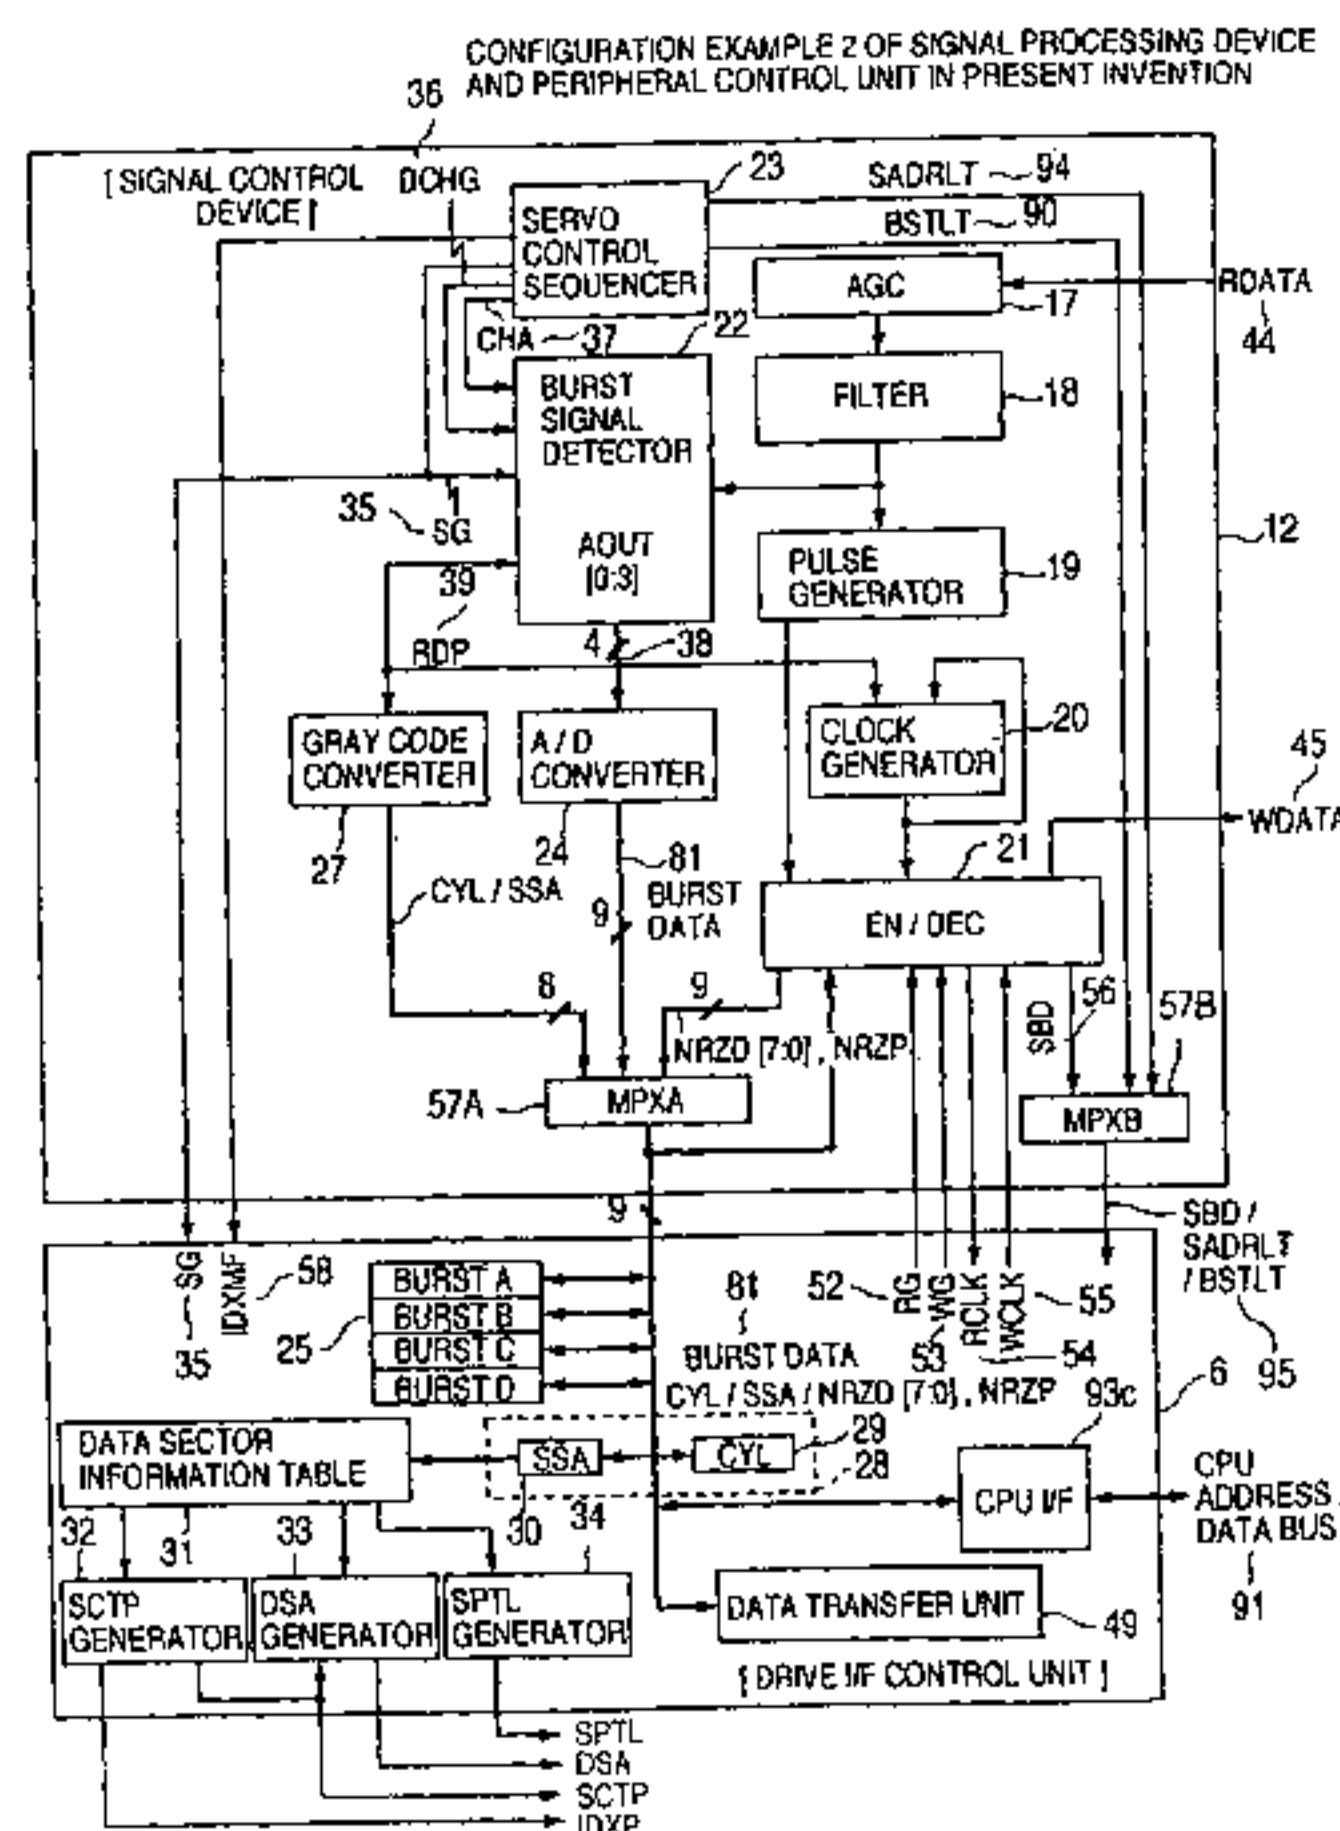 CONFIGURATION EXAMPLE 2 OF SIGNAL PROCESSING DEVICE
AND PERIPHERAL CONTROL UNIT IN PRESENT INVENTION
36
[ SIGNAL CONTROL
DEVICE ]
DCHG
23
SADRLT
94
BSTLT
90
SERVO
CONTROL
SEQUENCER
AGC
17
RDATA
44
CHA
37
22
BURST
SIGNAL
DETECTOR
AOUT
[0:3]
FILTER
18
35
SG
12
PULSE
GENERATOR
19
39
RDP
4
38
GRAY CODE
CONVERTER
27
A / D
CONVERTER
24
CLOCK
GENERATOR
20
45
WDATA
21
81
BURST
DATA
CYL / SSA
9
EN / DEC
8
9
NRZD [7:0] , NRZP
SBD
56
57B
57A
MPXA
MPXB
9
SBD /
SADRLT
/ BSTLT
95
SG
35
IDXMF
58
BURST A
BURST B
BURST C
BURST D
25
81
BURST DATA
CYL / SSA / NRZD [7:0] , NRZP
52
RG
WG
53
RCLK
54
WCLK
55
6
93c
DATA SECTOR
INFORMATION TABLE
SSA
CYL
29
28
30
CPU I/F
CPU
ADDRESS /
DATA BUS
91
32
31
33
34
SCTP
GENERATOR
DSA
GENERATOR
SPTL
GENERATOR
DATA TRANSFER UNIT
49
[ DRIVE I/F CONTROL UNIT ]
SPTL
DSA
SCTP
IDXP